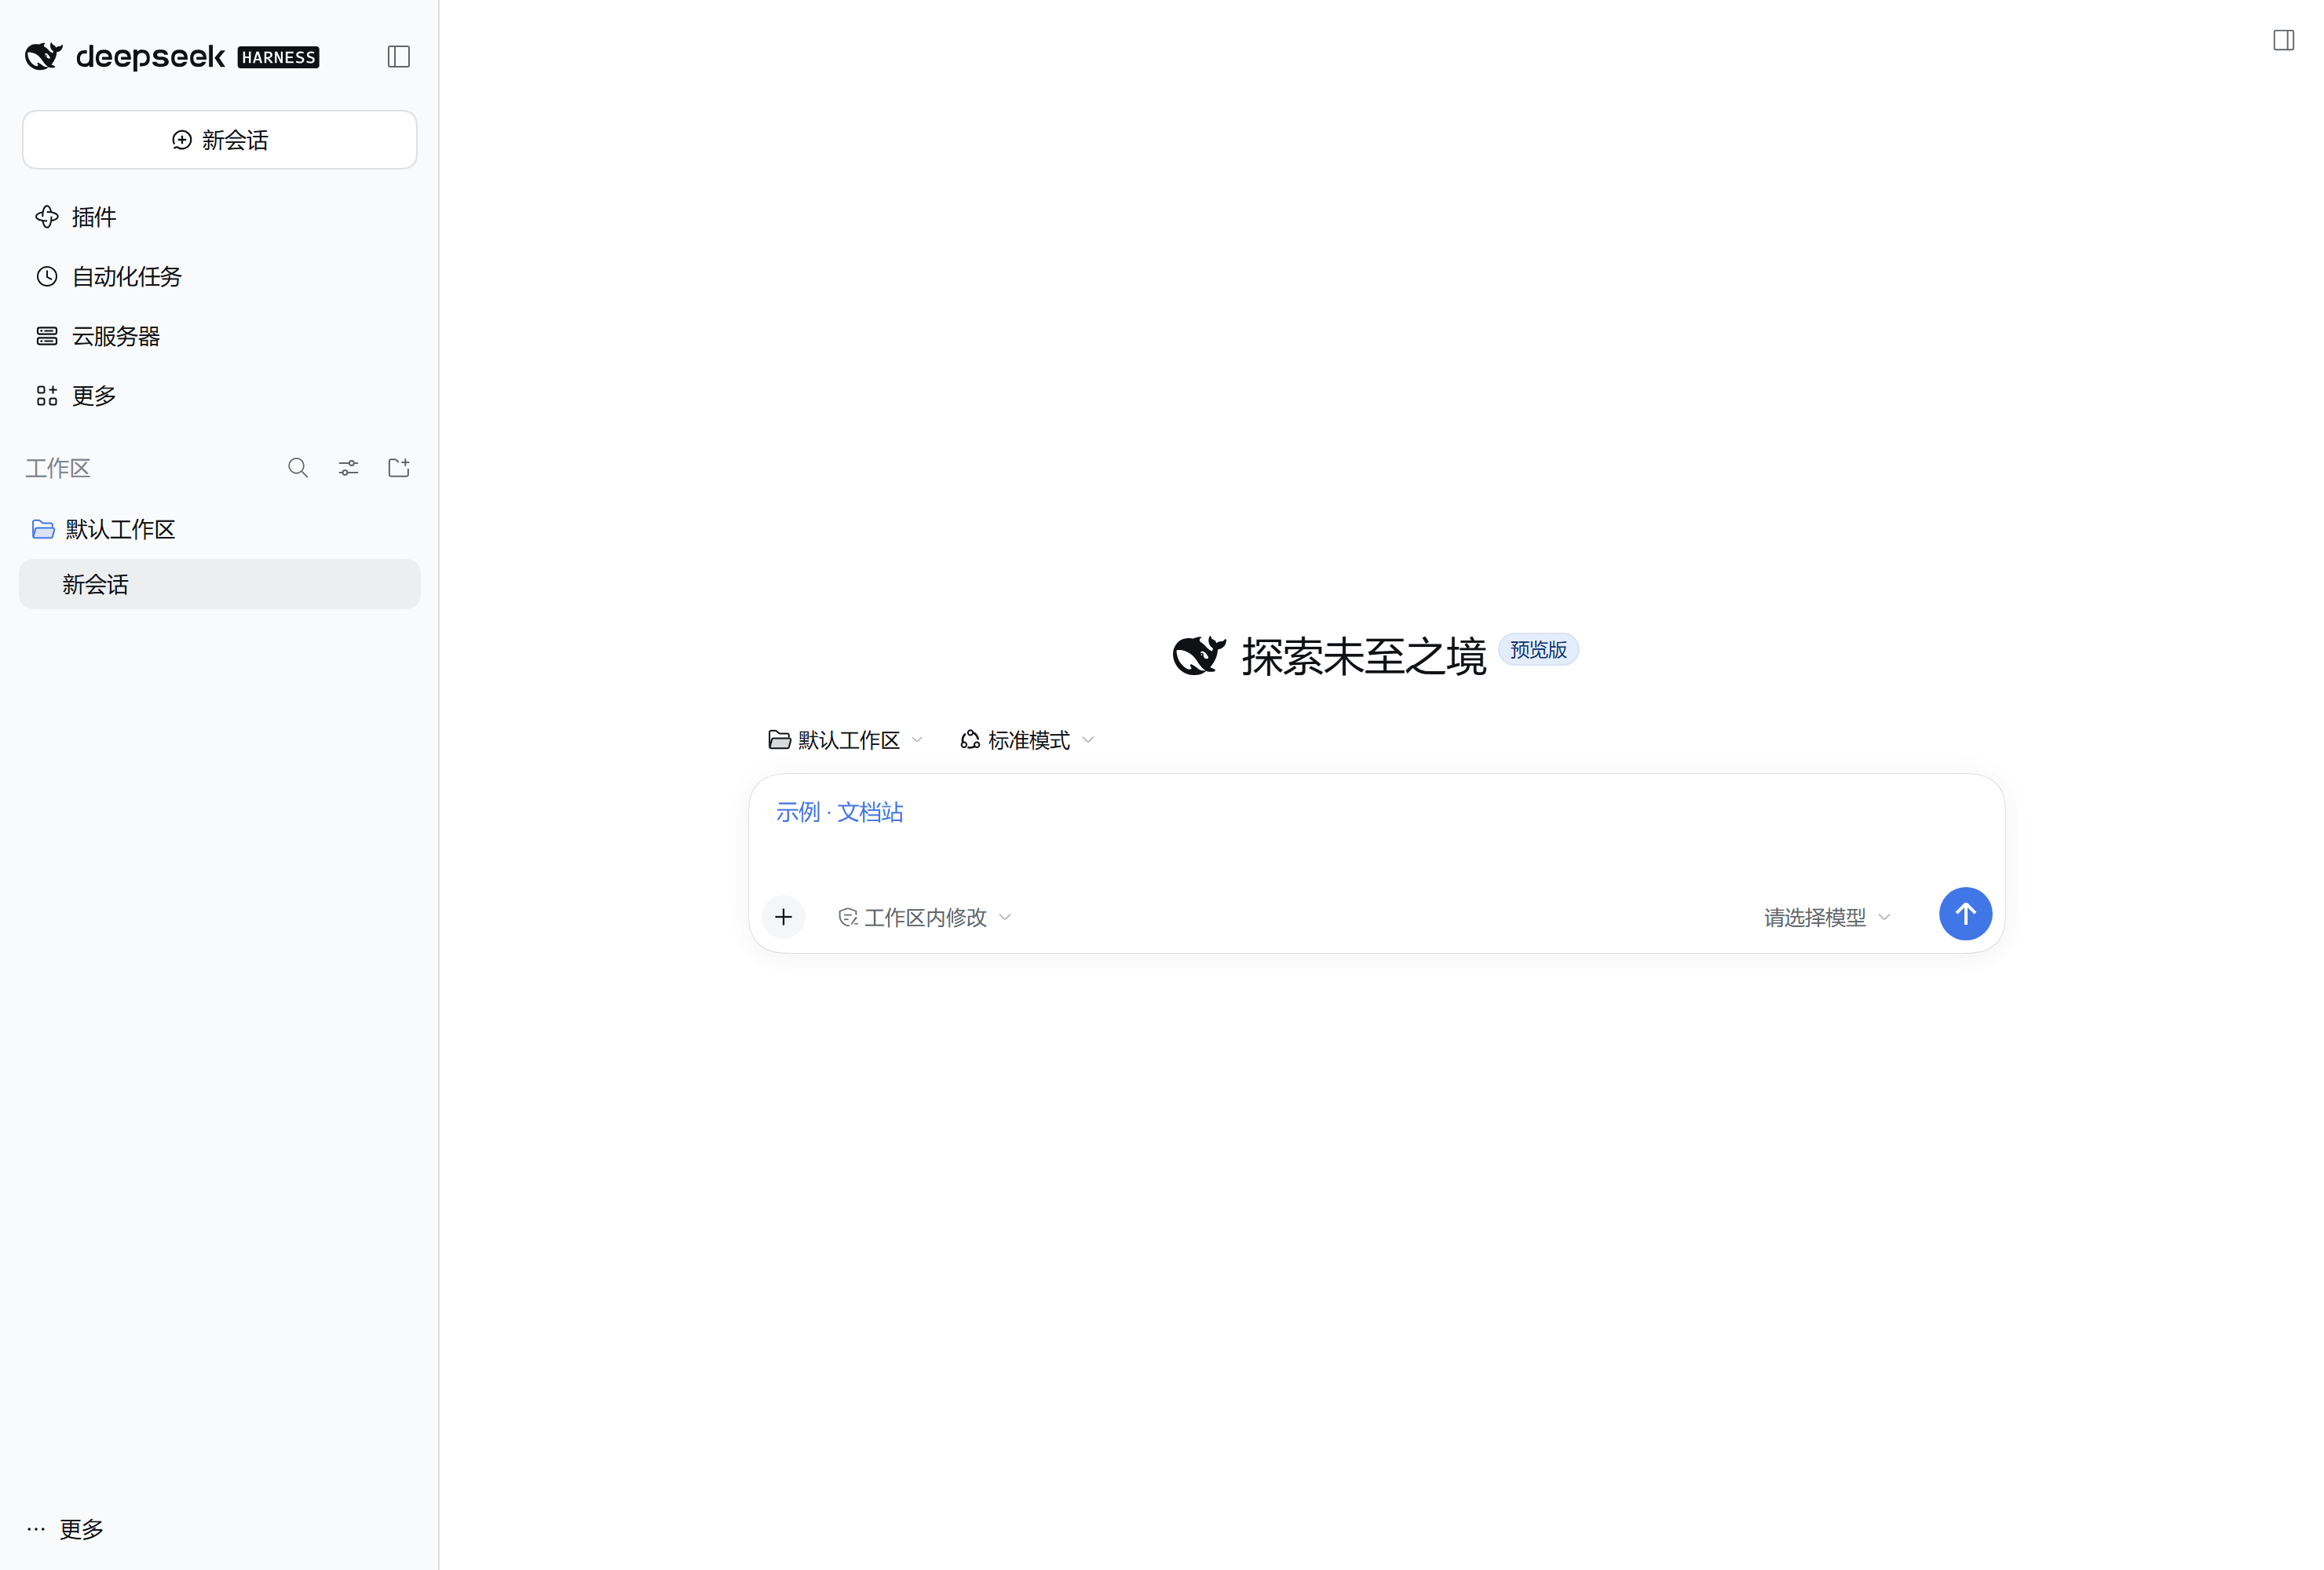 deepseek HARNESS
新会话
插件
自动化任务
云服务器
更多
工作区
默认工作区
新会话
更多
探索未至之境 预览版
默认工作区 标准模式
示例 · 文档站
工作区内修改 请选择模型